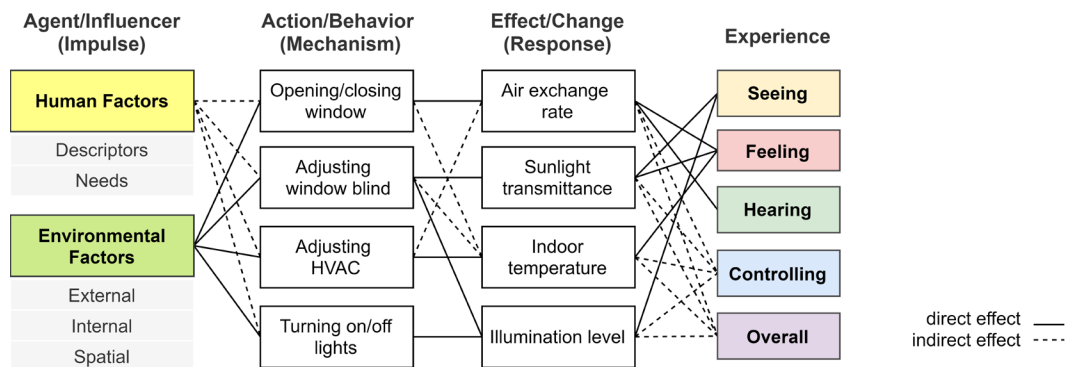 Agent/Influencer
(Impulse)
Action/Behavior
(Mechanism)
Effect/Change
(Response)
Experience
Human Factors
Descriptors
Needs
Environmental
Factors
External
Internal
Spatial
Opening/closing
window
Adjusting
window blind
Adjusting
HVAC
Turning on/off
lights
Air exchange
rate
Sunlight
transmittance
Indoor
temperature
Illumination level
Seeing
Feeling
Hearing
Controlling
Overall
direct effect
indirect effect